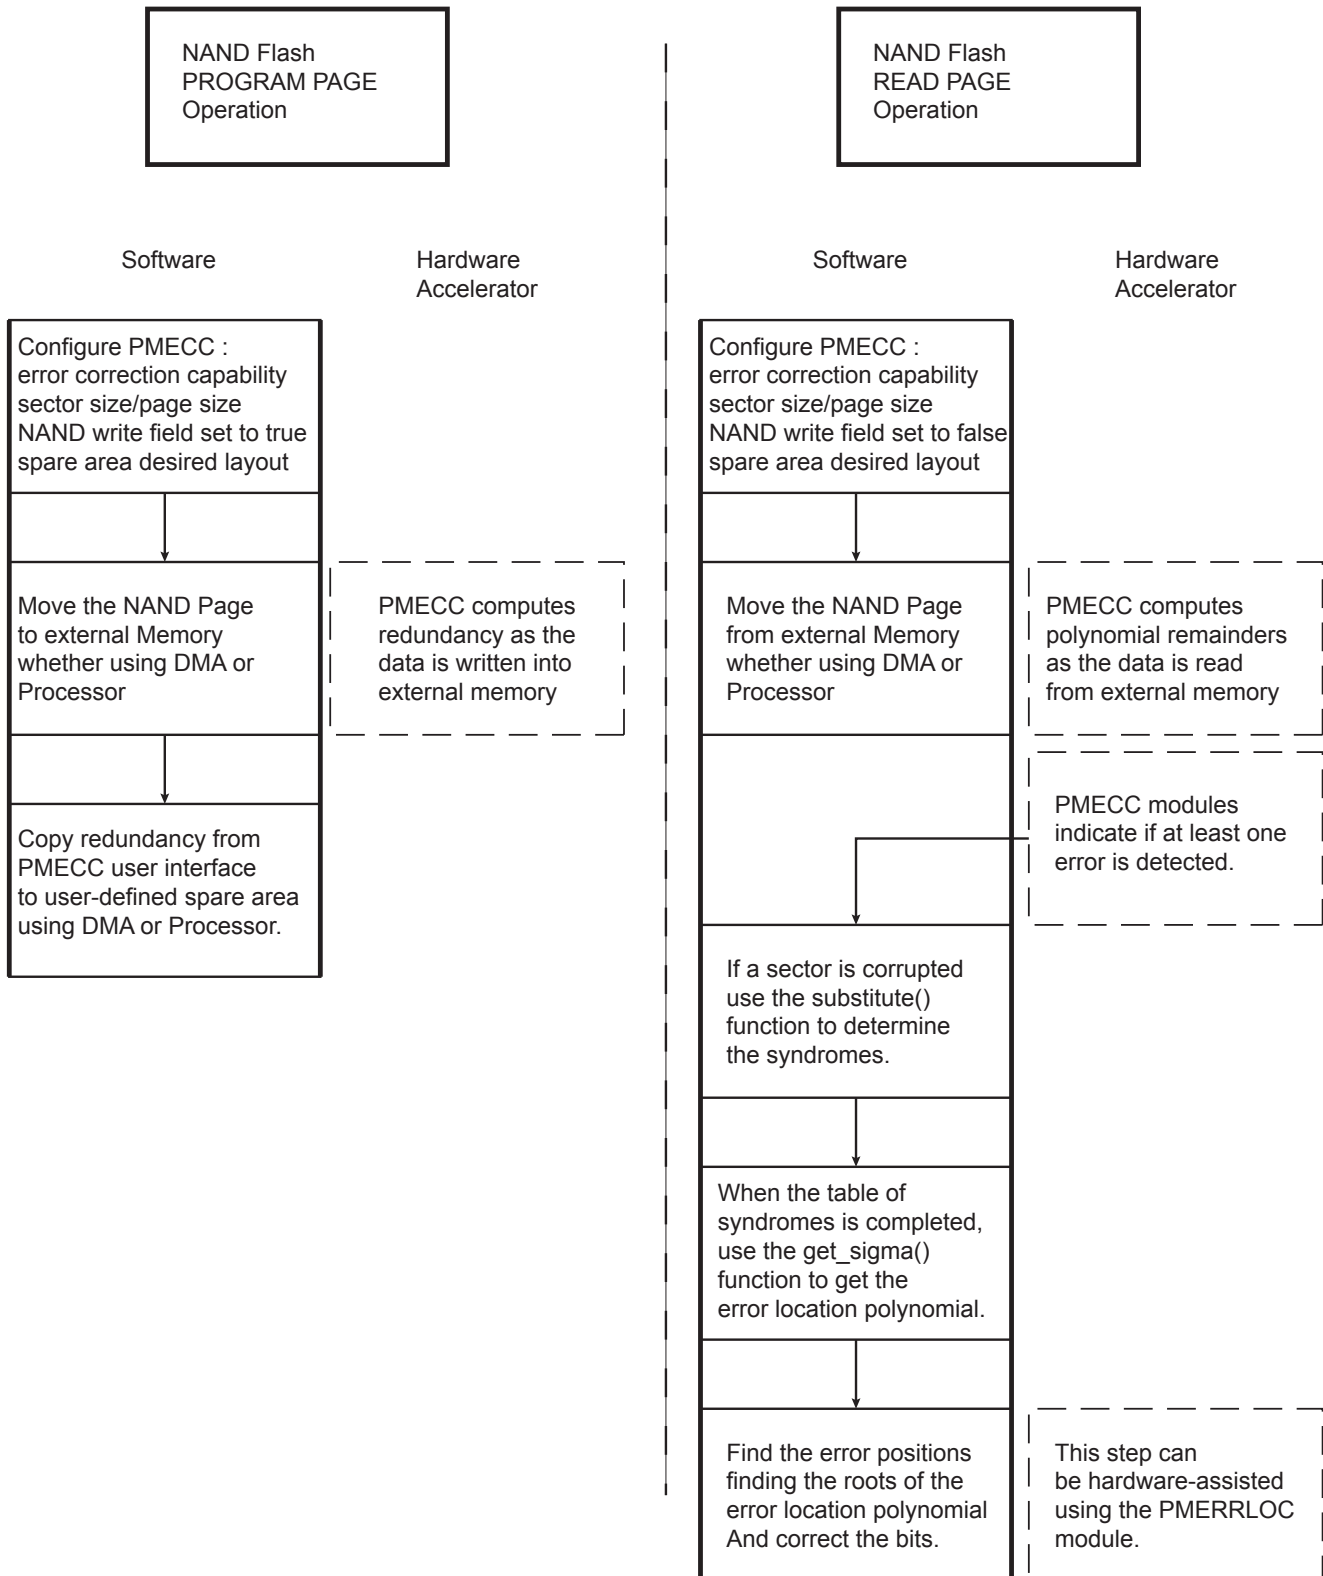 NAND Flash
PROGRAM PAGE
Operation
Software
Hardware
Accelerator
Configure PMECC :
error correction capability
sector size/page size
NAND write field set to true
spare area desired layout
Move the NAND Page
to external Memory
whether using DMA or
Processor
PMECC computes
redundancy as the
data is written into
external memory
Copy redundancy from
PMECC user interface
to user-defined spare area
using DMA or Processor.
NAND Flash
READ PAGE
Operation
Software
Hardware
Accelerator
Configure PMECC :
error correction capability
sector size/page size
NAND write field set to false
spare area desired layout
Move the NAND Page
from external Memory
whether using DMA or
Processor
PMECC computes
polynomial remainders
as the data is read
from external memory
PMECC modules
indicate if at least one
error is detected.
If a sector is corrupted
use the substitute()
function to determine
the syndromes.
When the table of
syndromes is completed,
use the get_sigma()
function to get the
error location polynomial.
Find the error positions
finding the roots of the
error location polynomial
And correct the bits.
This step can
be hardware-assisted
using the PMERRLOC
module.